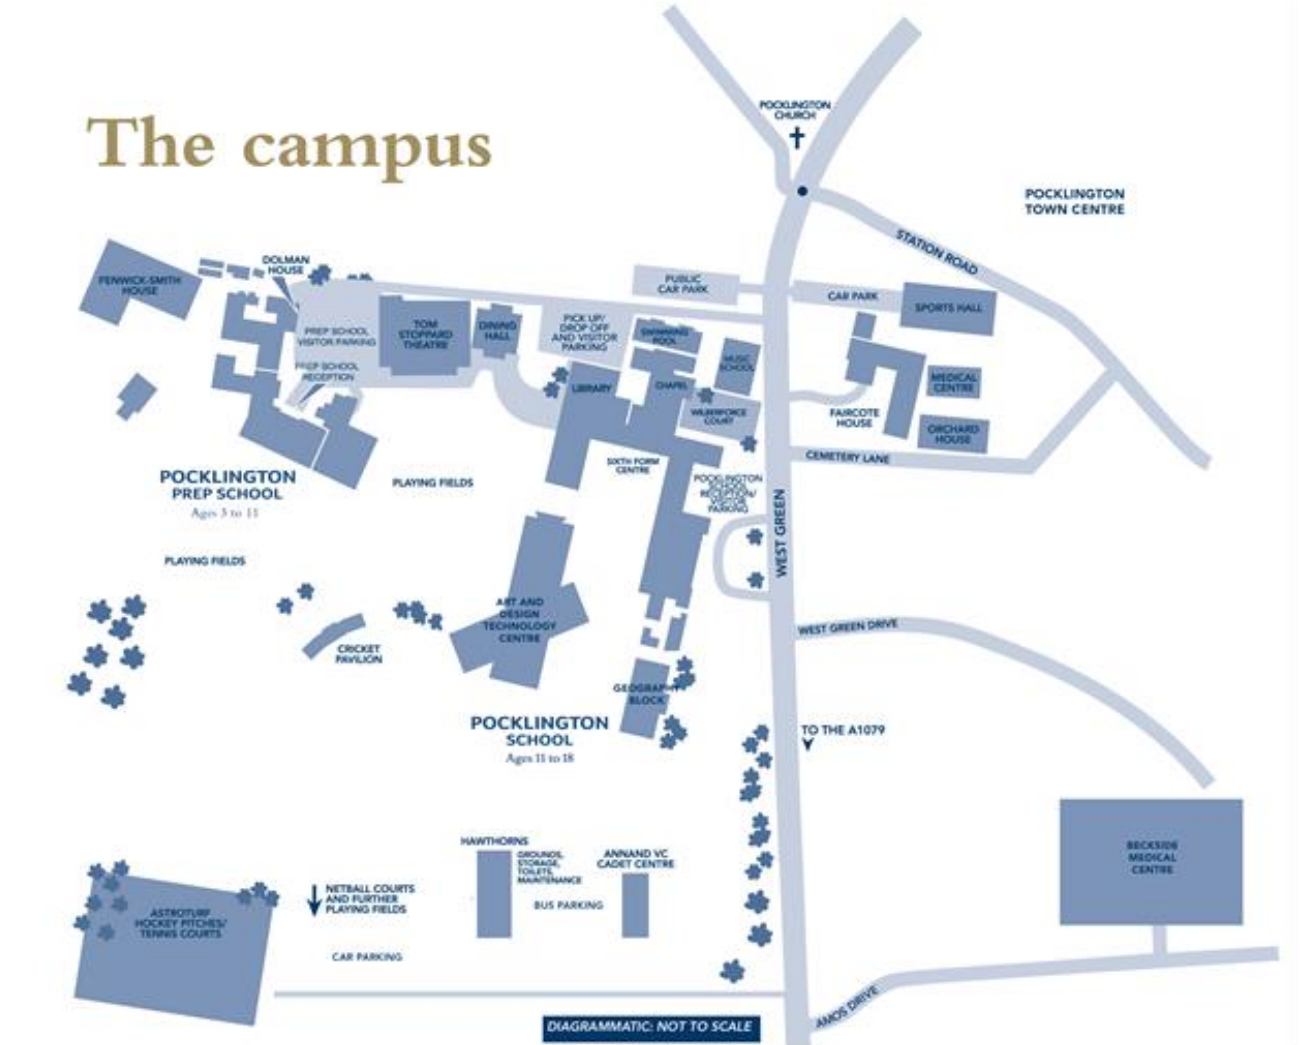 The campus
POCKLINGTON
CHURCH
POCKLINGTON
TOWN CENTRE
STATION ROAD
DOLMAN
HOUSE
FENWICK-SMITH
HOUSE
PUBLIC
CAR PARK
CAR PARK
SPORTS HALL
PREP SCHOOL
VISITOR PARKING
TOM
STOPPARD
THEATRE
DINING
HALL
PICK UP/
DROP OFF
AND VISITOR
PARKING
SWIMMING
POOL
MUSIC
SCHOOL
PREP SCHOOL
RECEPTION
LIBRARY
CHAPEL
MEDICAL
CENTRE
WILBERFORCE
COURT
FAIRCOTE
HOUSE
ORCHARD
HOUSE
CEMETERY LANE
SIXTH FORM
CENTRE
POCKLINGTON
PREP SCHOOL
Ages 3 to 11
PLAYING FIELDS
POCKLINGTON
SCHOOL
RECEPTION/
VISITOR
PARKING
WEST GREEN
PLAYING FIELDS
ART AND
DESIGN
TECHNOLOGY
CENTRE
WEST GREEN DRIVE
CRICKET
PAVILION
GEOGRAPHY
BLOCK
POCKLINGTON
SCHOOL
Ages 11 to 18
TO THE A1079
HAWTHORNS
GROUNDS,
STORAGE,
TOILETS,
MAINTENANCE
ANNAND VC
CADET CENTRE
BECKSIDE
MEDICAL
CENTRE
NETBALL COURTS
AND FURTHER
PLAYING FIELDS
BUS PARKING
ASTROTURF
HOCKEY PITCHES/
TENNIS COURTS
CAR PARKING
AMOS DRIVE
DIAGRAMMATIC: NOT TO SCALE